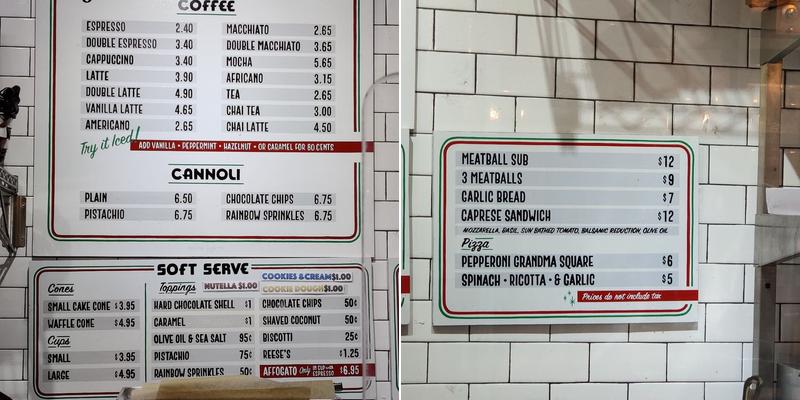 COFFEE
ESPRESSO 2.40
DOUBLE ESPRESSO 3.40
CAPPUCCINO 3.40
LATTE 3.90
DOUBLE LATTE 4.90
VANILLA LATTE 4.65
AMERICANO 2.65
MACCHIATO 2.65
DOUBLE MACCHIATO 3.65
MOCHA 5.65
AFRICANO 3.15
TEA 2.65
CHAI TEA 3.00
CHAI LATTE 4.50
Try it Iced!
ADD VANILLA • PEPPERMINT • HAZELNUT • OR CARAMEL FOR 80 CENTS
CANNOLI
PLAIN 6.50
PISTACHIO 6.75
CHOCOLATE CHIPS 6.75
RAINBOW SPRINKLES 6.75
SOFT SERVE
Cones
SMALL CAKE CONE $3.95
WAFFLE CONE $4.95
Cups
SMALL $3.95
LARGE $4.95
Toppings
NUTELLA $1.00
COOKIES & CREAM $1.00
COOKIE DOUGH $1.00
HARD CHOCOLATE SHELL $1
CARAMEL $1
OLIVE OIL & SEA SALT 95¢
PISTACHIO 75¢
RAINBOW SPRINKLES 50¢
CHOCOLATE CHIPS 50¢
SHAVED COCONUT 50¢
BISCOTTI 25¢
REESE'S $1.25
AFFOGATO Only IN CUP with ESPRESSO $6.95
MEATBALL SUB $12
3 MEATBALLS $9
GARLIC BREAD $7
CAPRESE SANDWICH $12
MOZZARELLA, BASIL, SUN BATHED TOMATO, BALSAMIC REDUCTION, OLIVE OIL
Pizza
PEPPERONI GRANDMA SQUARE $6
SPINACH • RICOTTA • & GARLIC $5
Prices do not include tax